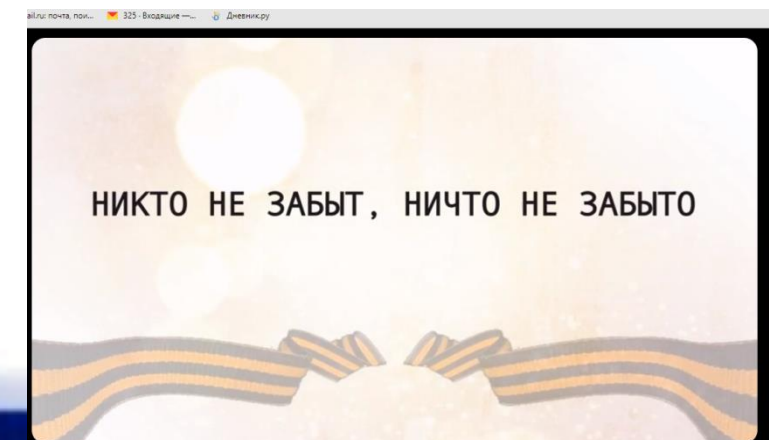 ail.ru: почта, пои... 325 · Входящие —... Дневник.ру
НИКТО НЕ ЗАБЫТ, НИЧТО НЕ ЗАБЫТО